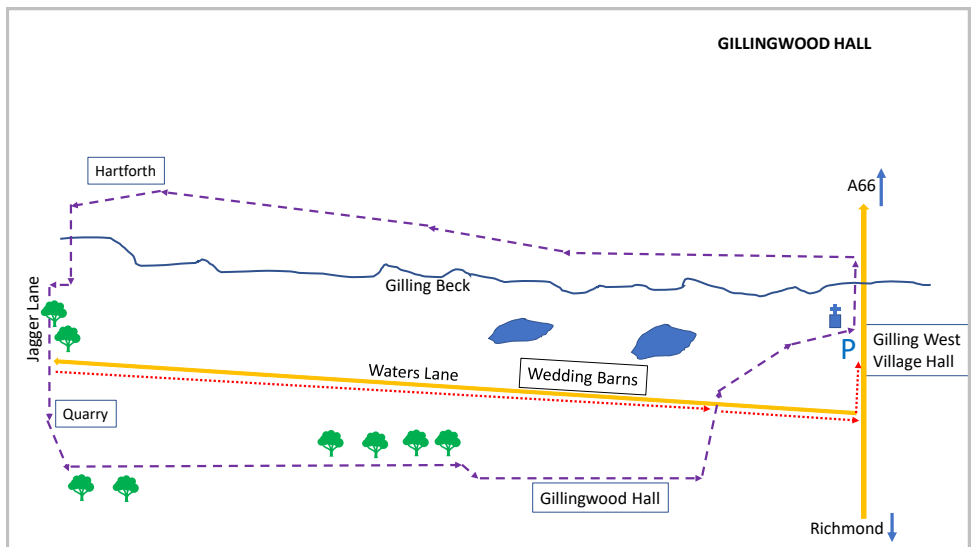 GILLINGWOOD HALL
Hartforth
A66
Gilling Beck
Jagger Lane
P
Gilling West
Village Hall
Waters Lane
Wedding Barns
Quarry
Gillingwood Hall
Richmond